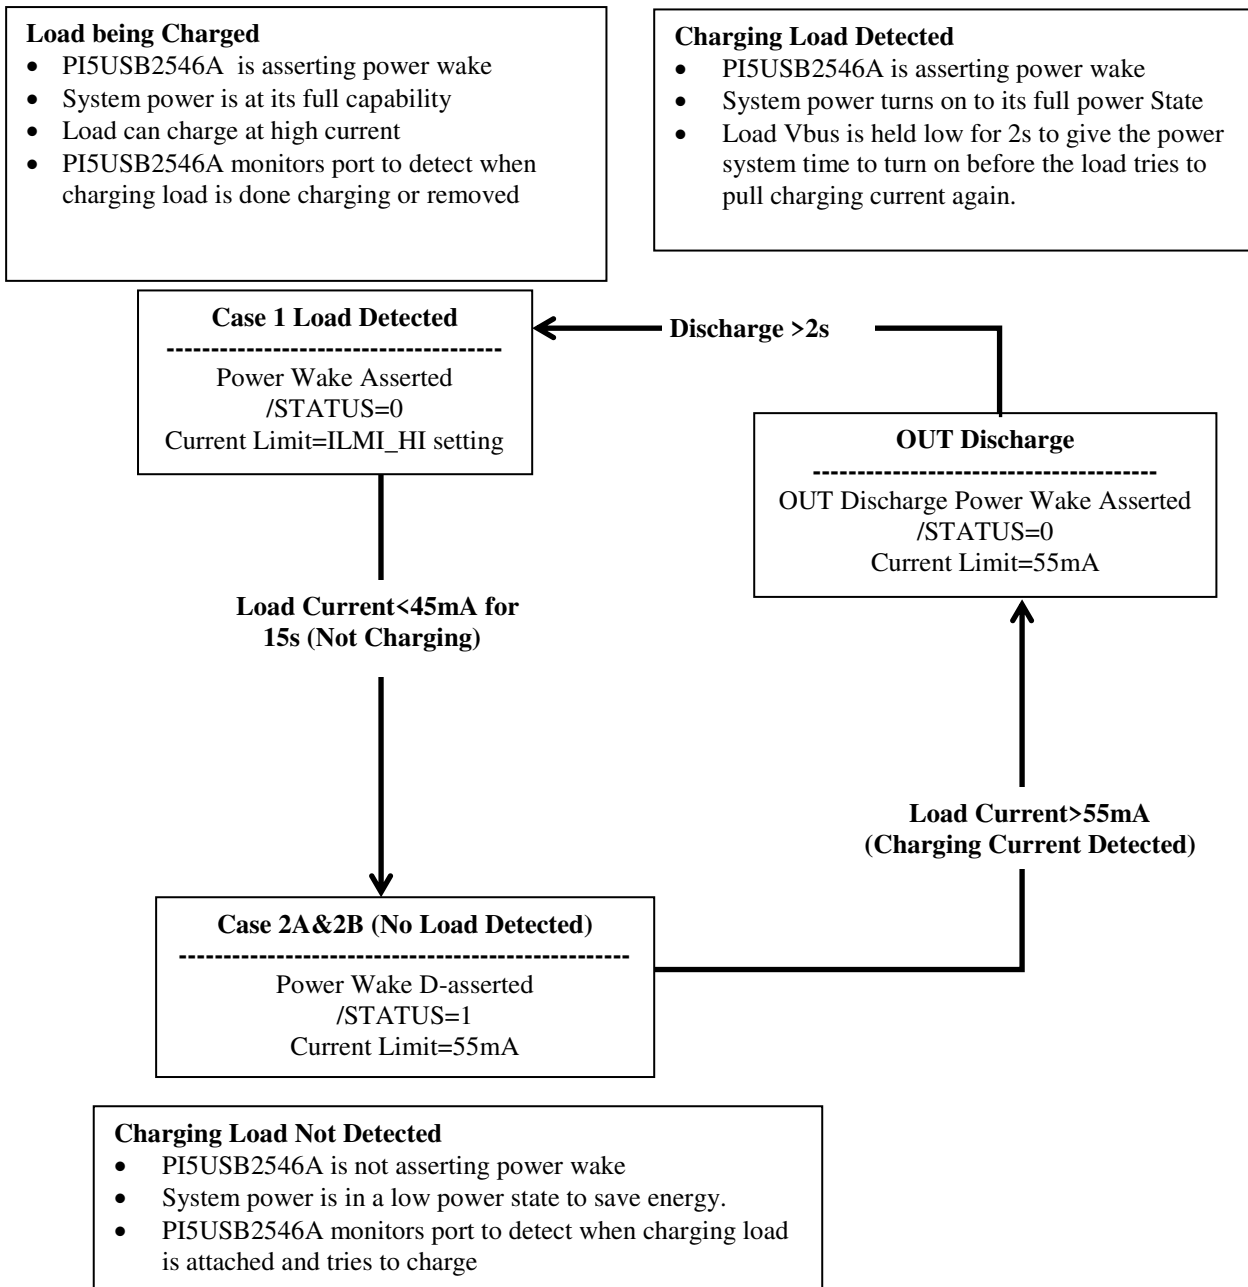 Load being Charged
• PI5USB2546A is asserting power wake
• System power is at its full capability
• Load can charge at high current
• PI5USB2546A monitors port to detect when
charging load is done charging or removed
Charging Load Detected
• PI5USB2546A is asserting power wake
• System power turns on to its full power State
• Load Vbus is held low for 2s to give the power
system time to turn on before the load tries to
pull charging current again.
Case 1 Load Detected
--------------------------------------
Power Wake Asserted
/STATUS=0
Current Limit=ILMI_HI setting
Discharge >2s
OUT Discharge
---------------------------------------
OUT Discharge Power Wake Asserted
/STATUS=0
Current Limit=55mA
Load Current<45mA for
15s (Not Charging)
Load Current>55mA
(Charging Current Detected)
Case 2A&2B (No Load Detected)
---------------------------------------------------
Power Wake D-asserted
/STATUS=1
Current Limit=55mA
Charging Load Not Detected
• PI5USB2546A is not asserting power wake
• System power is in a low power state to save energy.
• PI5USB2546A monitors port to detect when charging load
is attached and tries to charge